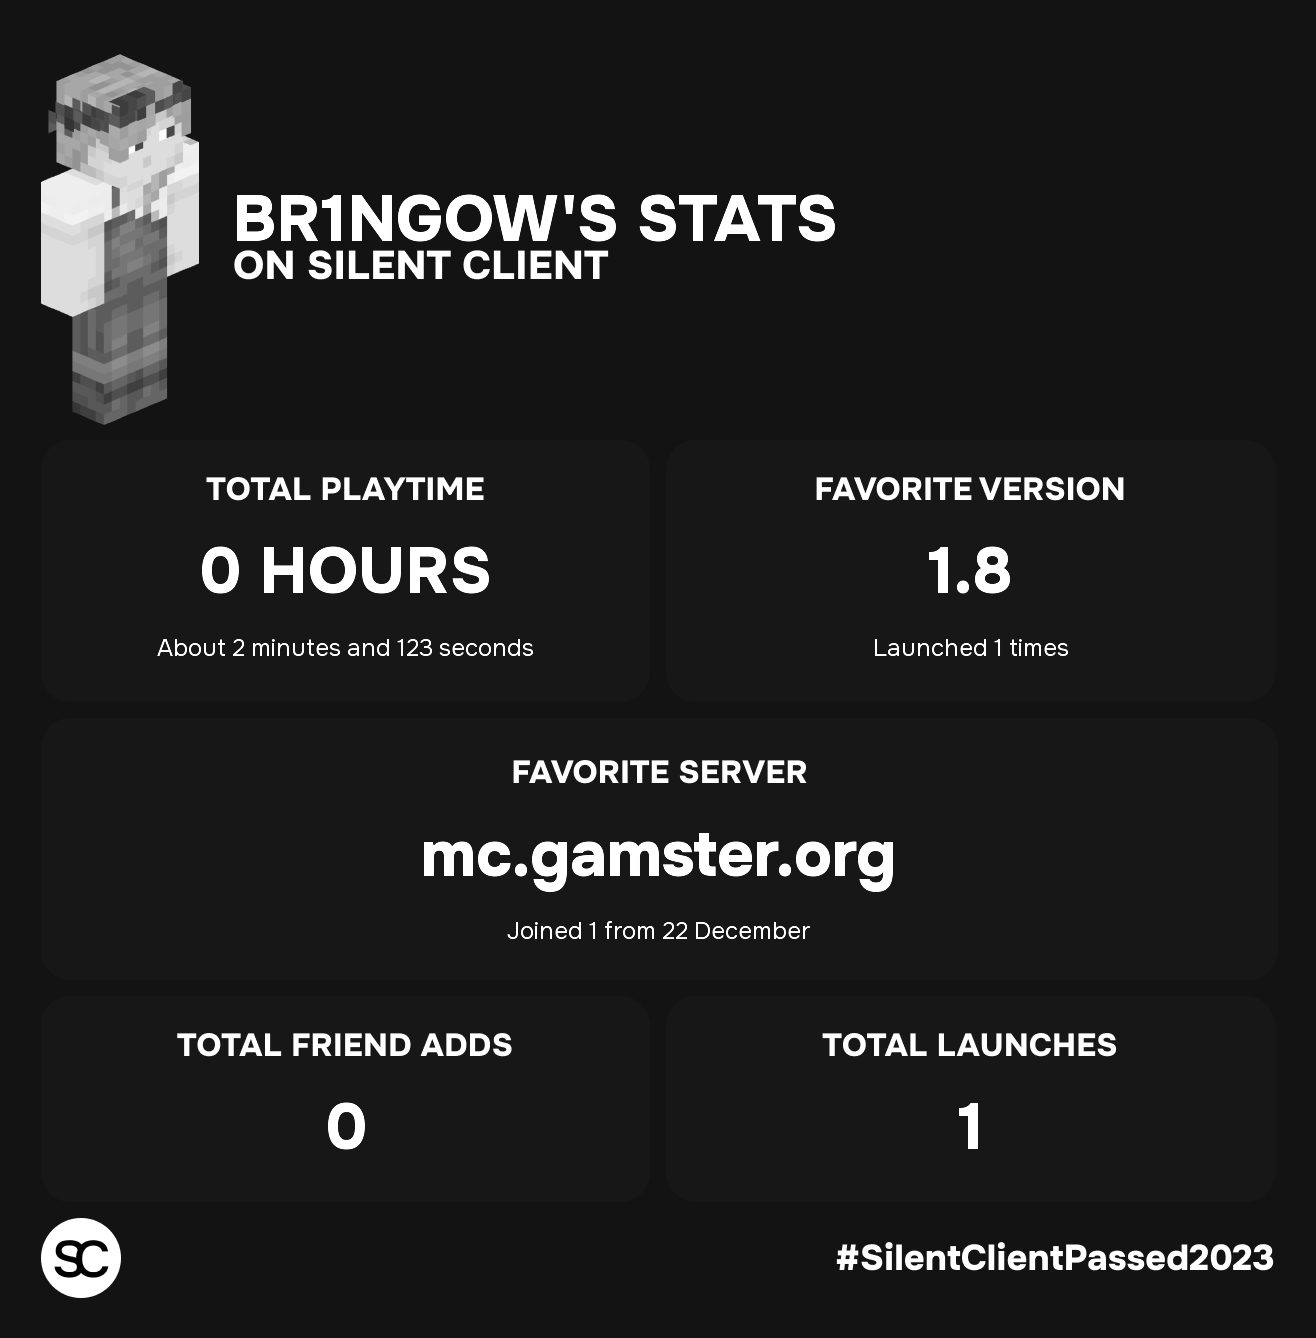 BR1NGOW'S STATS
ON SILENT CLIENT
TOTAL PLAYTIME
0 HOURS
About 2 minutes and 123 seconds
FAVORITE VERSION
1.8
Launched 1 times
FAVORITE SERVER
mc.gamster.org
Joined 1 from 22 December
TOTAL FRIEND ADDS
0
TOTAL LAUNCHES
1
SC
#SilentClientPassed2023